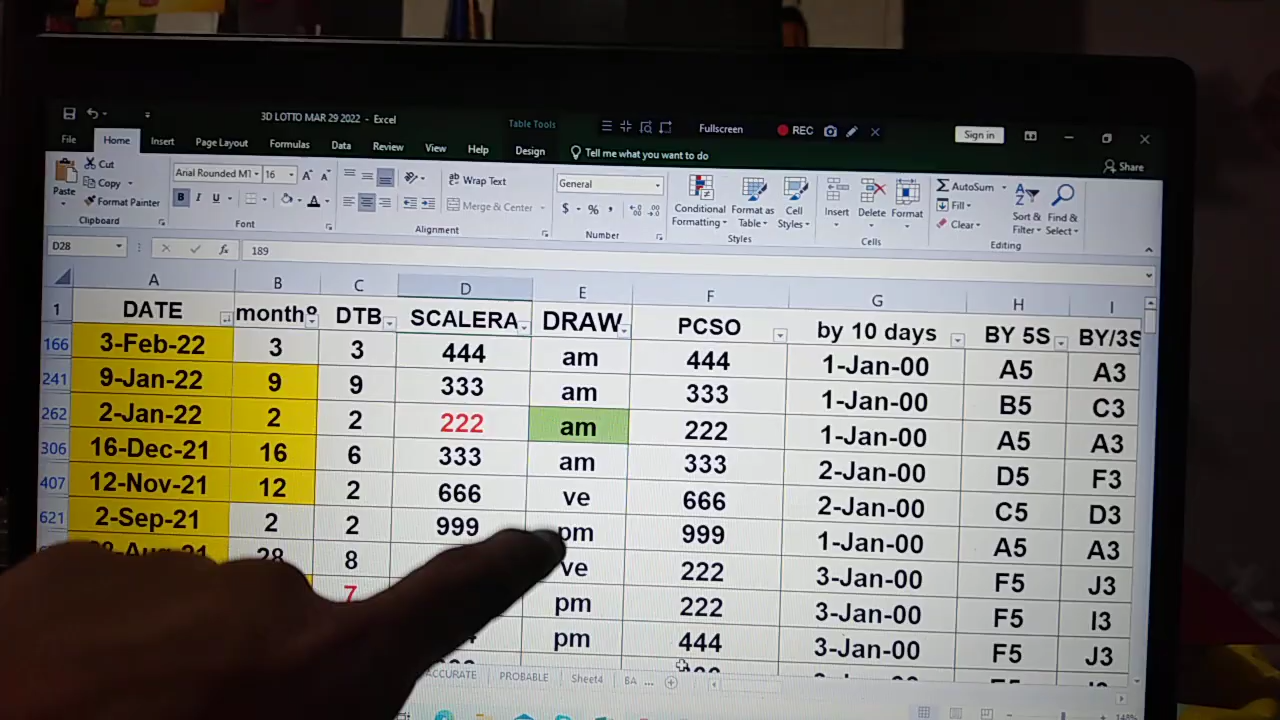 3D LOTTO MAR 29 2022 - Excel
Table Tools
Fullscreen
REC
Sign in
File Home Insert Page Layout Formulas Data Review View Help Design Tell me what you want to do
Share
Cut
Copy
Format Painter
Paste
Clipboard
Arial Rounded MT 16
B I U
Font
Wrap Text
Merge & Center
Alignment
General
$ % ,
Number
Conditional Formatting
Format as Table
Cell Styles
Styles
Insert Delete Format
Cells
AutoSum
Fill
Clear
Sort & Filter
Find & Select
Editing
D28 fx 189
A B C D E F G H I
1 DATE month DTB SCALERA DRAW PCSO by 10 days BY 5S BY/3S
166 3-Feb-22 3 3 444 am 444 1-Jan-00 A5 A3
241 9-Jan-22 9 9 333 am 333 1-Jan-00 B5 C3
262 2-Jan-22 2 2 222 am 222 1-Jan-00 A5 A3
306 16-Dec-21 16 6 333 am 333 2-Jan-00 D5 F3
407 12-Nov-21 12 2 666 ve 666 2-Jan-00 C5 D3
621 2-Sep-21 2 2 999 pm 999 1-Jan-00 A5 A3
28-Aug-21 28 8 ve 222 3-Jan-00 F5 J3
7 pm 222 3-Jan-00 F5 I3
pm 444 3-Jan-00 F5 J3
PROBABLE Sheet4 BA ...